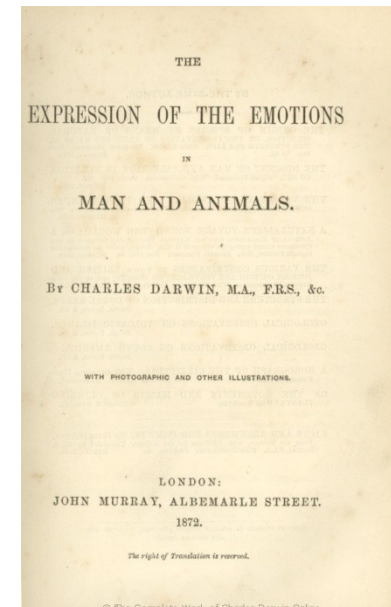 THE
EXPRESSION OF THE EMOTIONS
IN
MAN AND ANIMALS.
By CHARLES DARWIN, M.A., F.R.S., &c.
WITH PHOTOGRAPHIC AND OTHER ILLUSTRATIONS.
LONDON:
JOHN MURRAY, ALBEMARLE STREET.
1872.
The right of Translation is reserved.